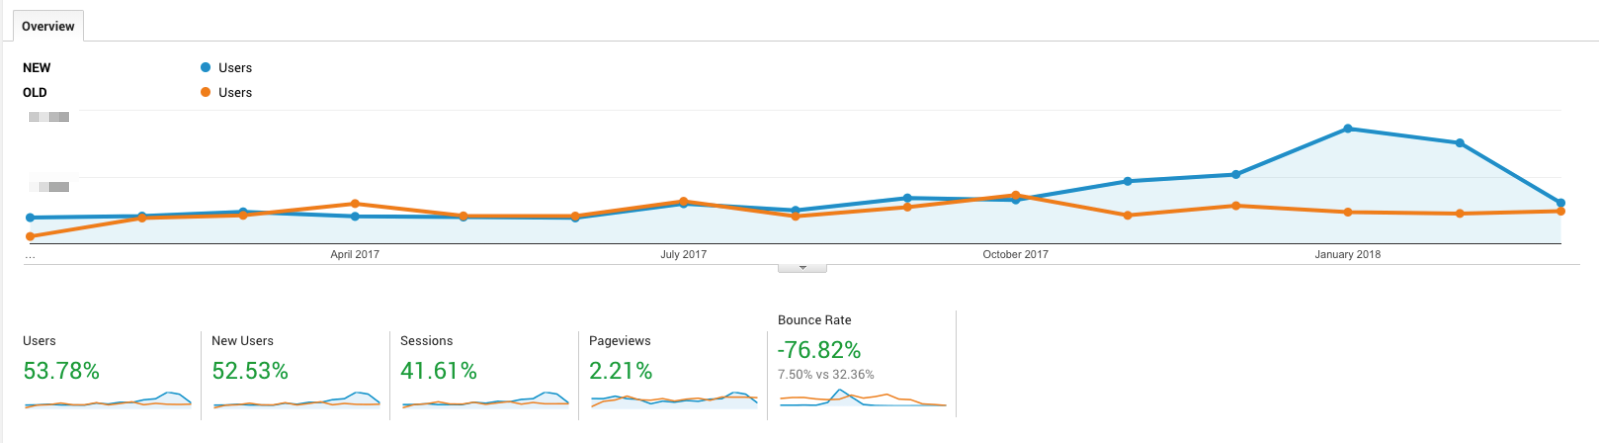 Overview
NEW Users
OLD Users
... April 2017 July 2017 October 2017 January 2018
Users New Users Sessions Pageviews Bounce Rate
53.78% 52.53% 41.61% 2.21% -76.82%
7.50% vs 32.36%